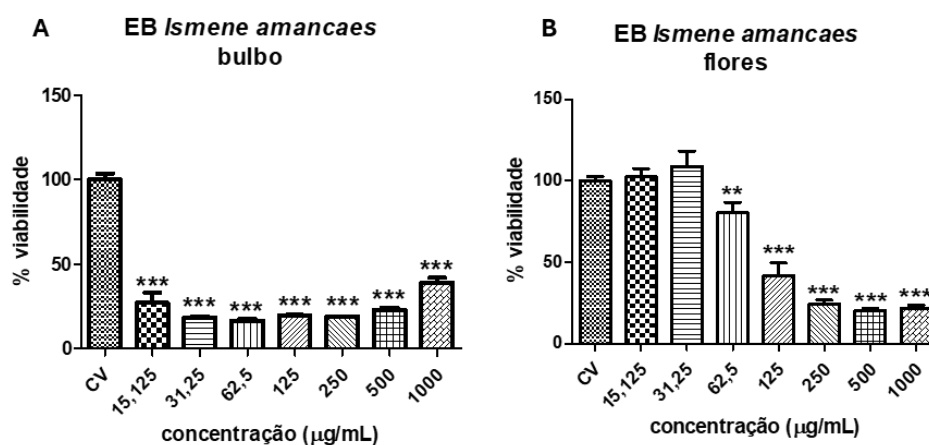 A
EB Ismene amancaes
bulbo
% viabilidade
150
100
50
0
***
***
***
***
***
***
***
CV
15,125
31,25
62,5
125
250
500
1000
concentração (µg/mL)
B
EB Ismene amancaes
flores
% viabilidade
150
100
50
0
**
***
***
***
***
CV
15,125
31,25
62,5
125
250
500
1000
concentração (µg/mL)